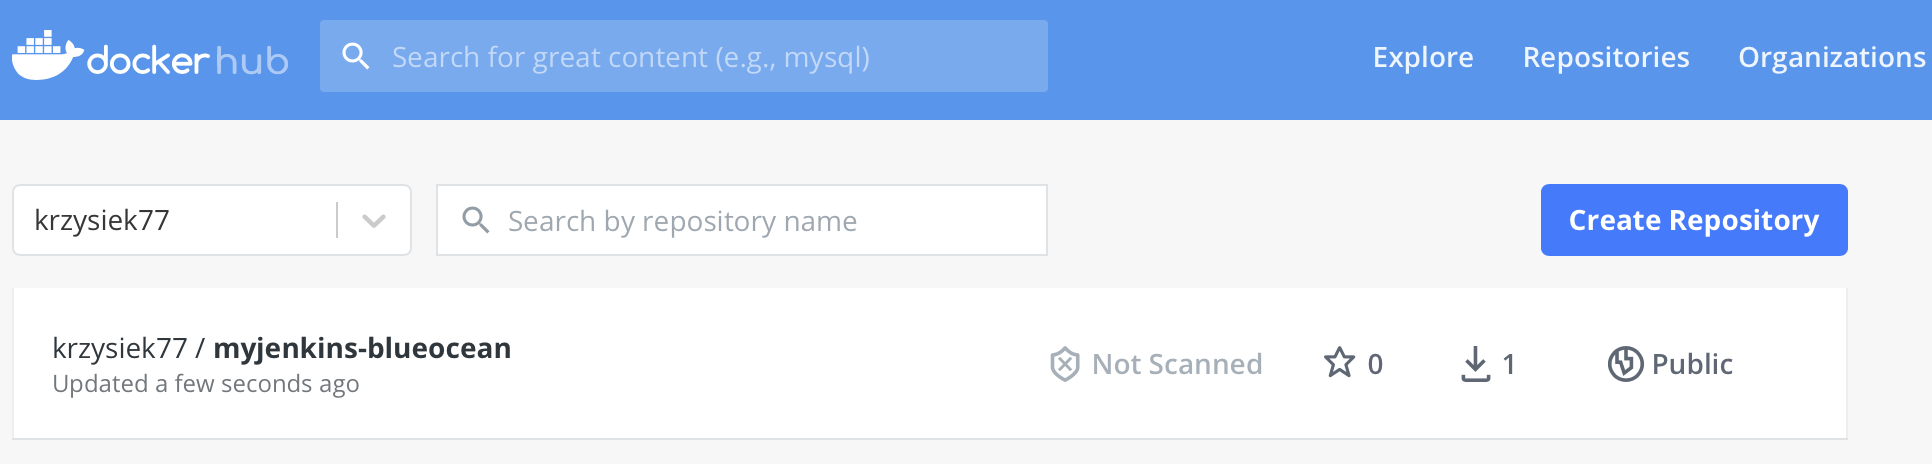 docker hub
Search for great content (e.g., mysql)
Explore
Repositories
Organizations
krzysiek77
Search by repository name
Create Repository
krzysiek77 / myjenkins-blueocean
Updated a few seconds ago
Not Scanned
0
1
Public